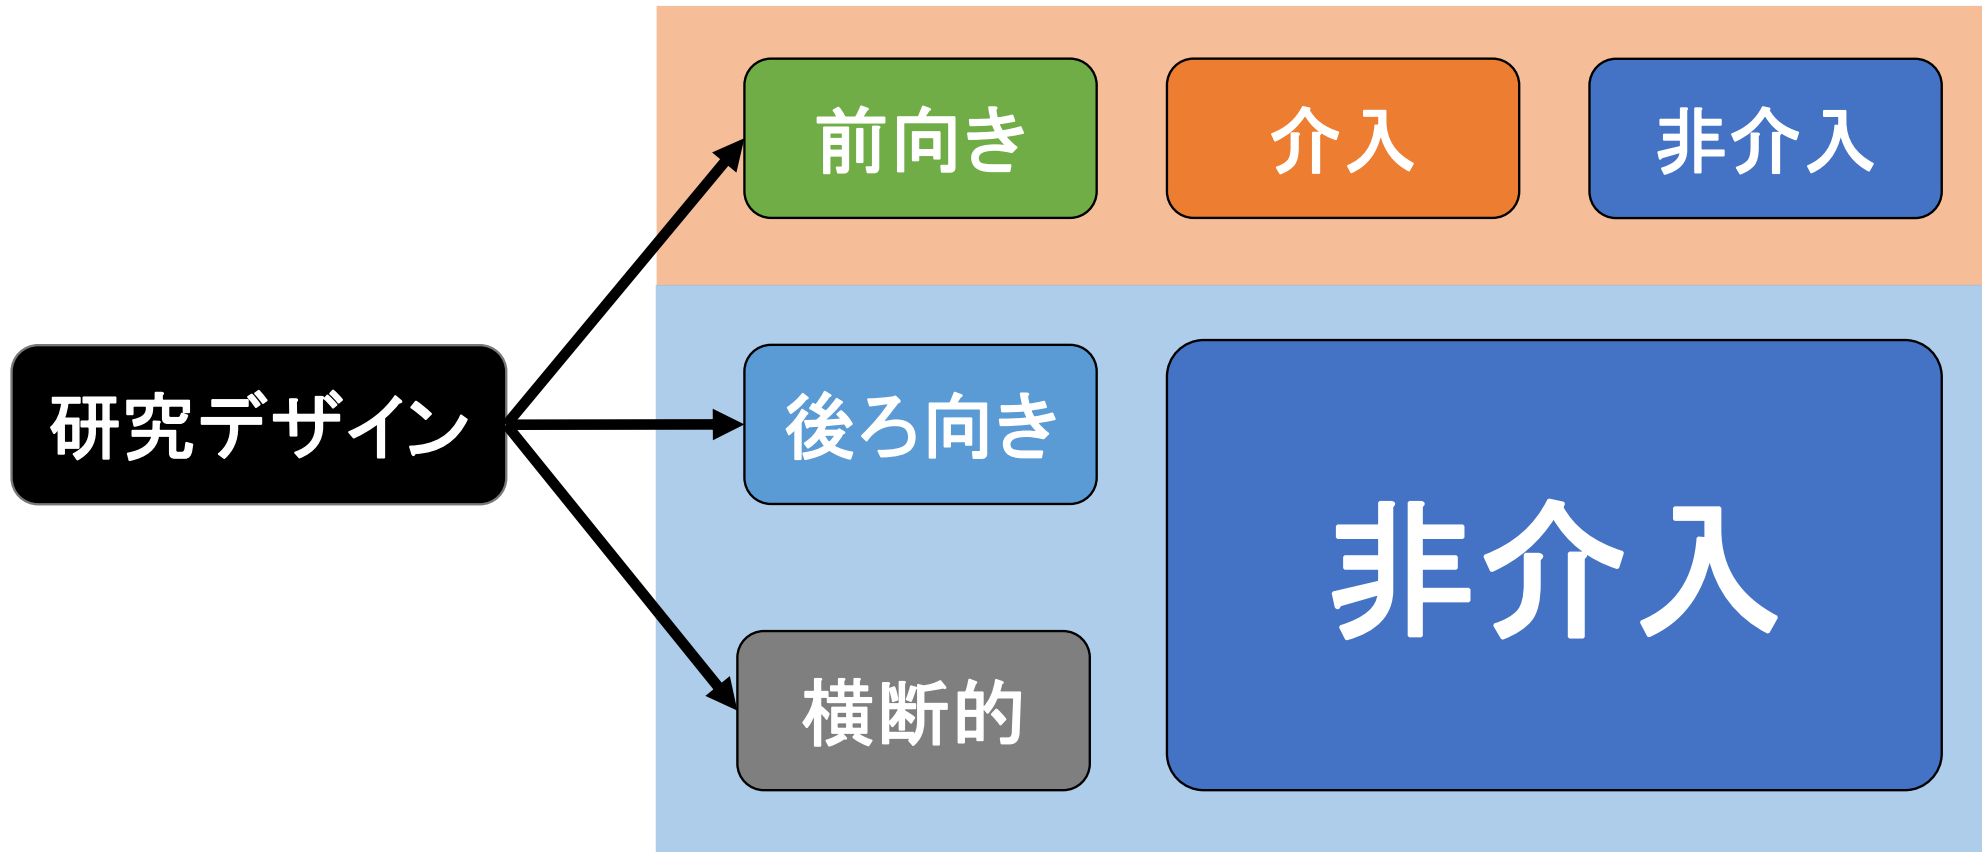 前向き
介入
非介入
研究デザイン
後ろ向き
非介入
横断的